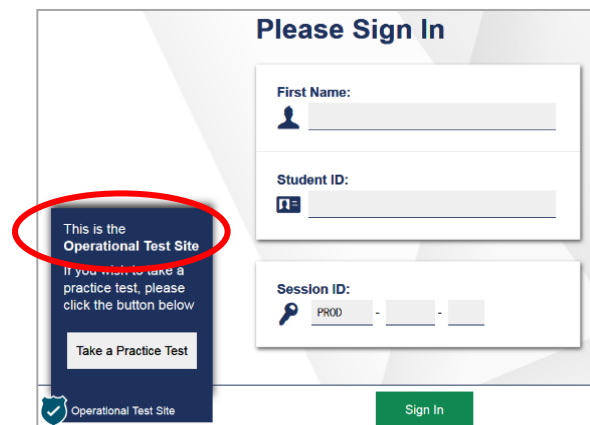 Please Sign In
First Name:
Student ID:
This is the
Operational Test Site
If you wish to take a
practice test, please
click the button below
Take a Practice Test
Session ID:
PROD - -
Operational Test Site
Sign In